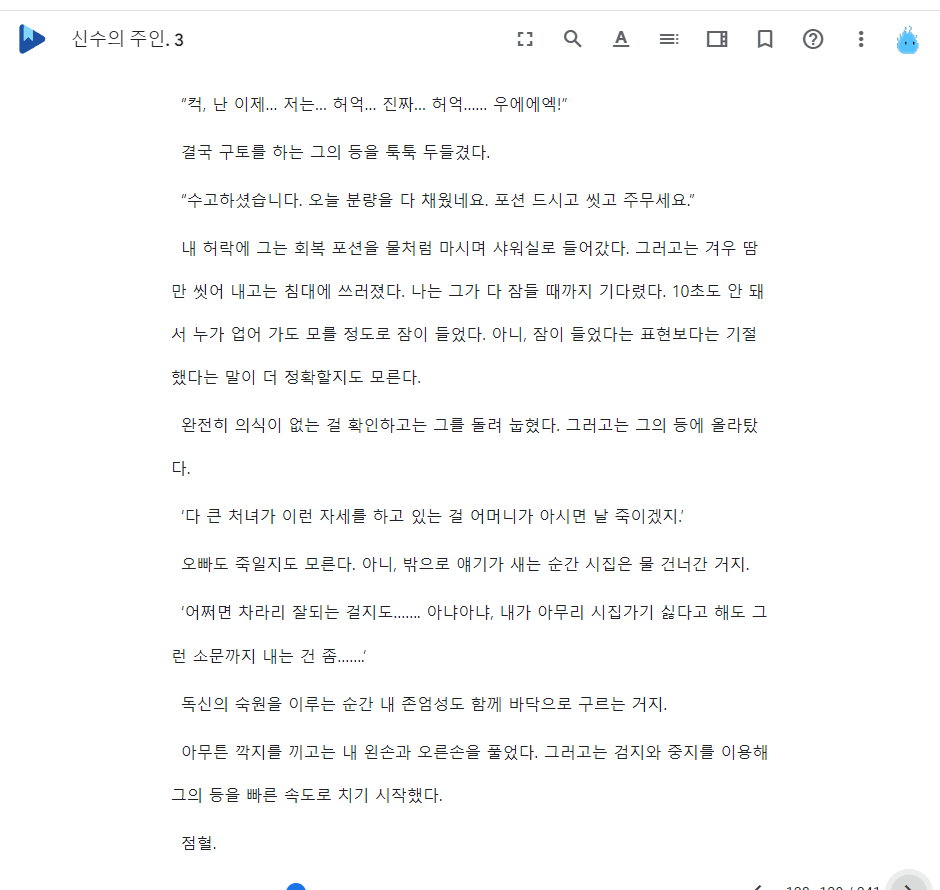 신수의 주인. 3
"컥, 난 이제... 저는... 허억... 진짜... 허억...... 우에에엑!"
결국 구토를 하는 그의 등을 툭툭 두들겼다.
"수고하셨습니다. 오늘 분량을 다 채웠네요. 포션 드시고 씻고 주무세요."
내 허락에 그는 회복 포션을 물처럼 마시며 샤워실로 들어갔다. 그러고는 겨우 땀
만 씻어 내고는 침대에 쓰러졌다. 나는 그가 다 잠들 때까지 기다렸다. 10초도 안 돼
서 누가 업어 가도 모를 정도로 잠이 들었다. 아니, 잠이 들었다는 표현보다는 기절
했다는 말이 더 정확할지도 모른다.
완전히 의식이 없는 걸 확인하고는 그를 돌려 눕혔다. 그러고는 그의 등에 올라탔
다.
'다 큰 처녀가 이런 자세를 하고 있는 걸 어머니가 아시면 날 죽이겠지.'
오빠도 죽일지도 모른다. 아니, 밖으로 얘기가 새는 순간 시집은 물 건너간 거지.
'어쩌면 차라리 잘되는 걸지도....... 아냐아냐, 내가 아무리 시집가기 싫다고 해도 그
런 소문까지 내는 건 좀.......'
독신의 숙원을 이루는 순간 내 존엄성도 함께 바닥으로 구르는 거지.
아무튼 깍지를 끼고는 내 왼손과 오른손을 풀었다. 그러고는 검지와 중지를 이용해
그의 등을 빠른 속도로 치기 시작했다.
점혈.